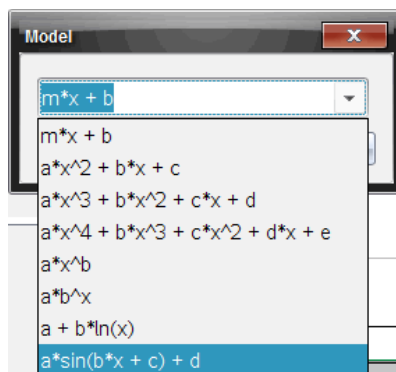 Model
m*x + b
m*x + b
a*x^2 + b*x + c
a*x^3 + b*x^2 + c*x + d
a*x^4 + b*x^3 + c*x^2 + d*x + e
a*x^b
a*b^x
a + b*ln(x)
a*sin(b*x + c) + d